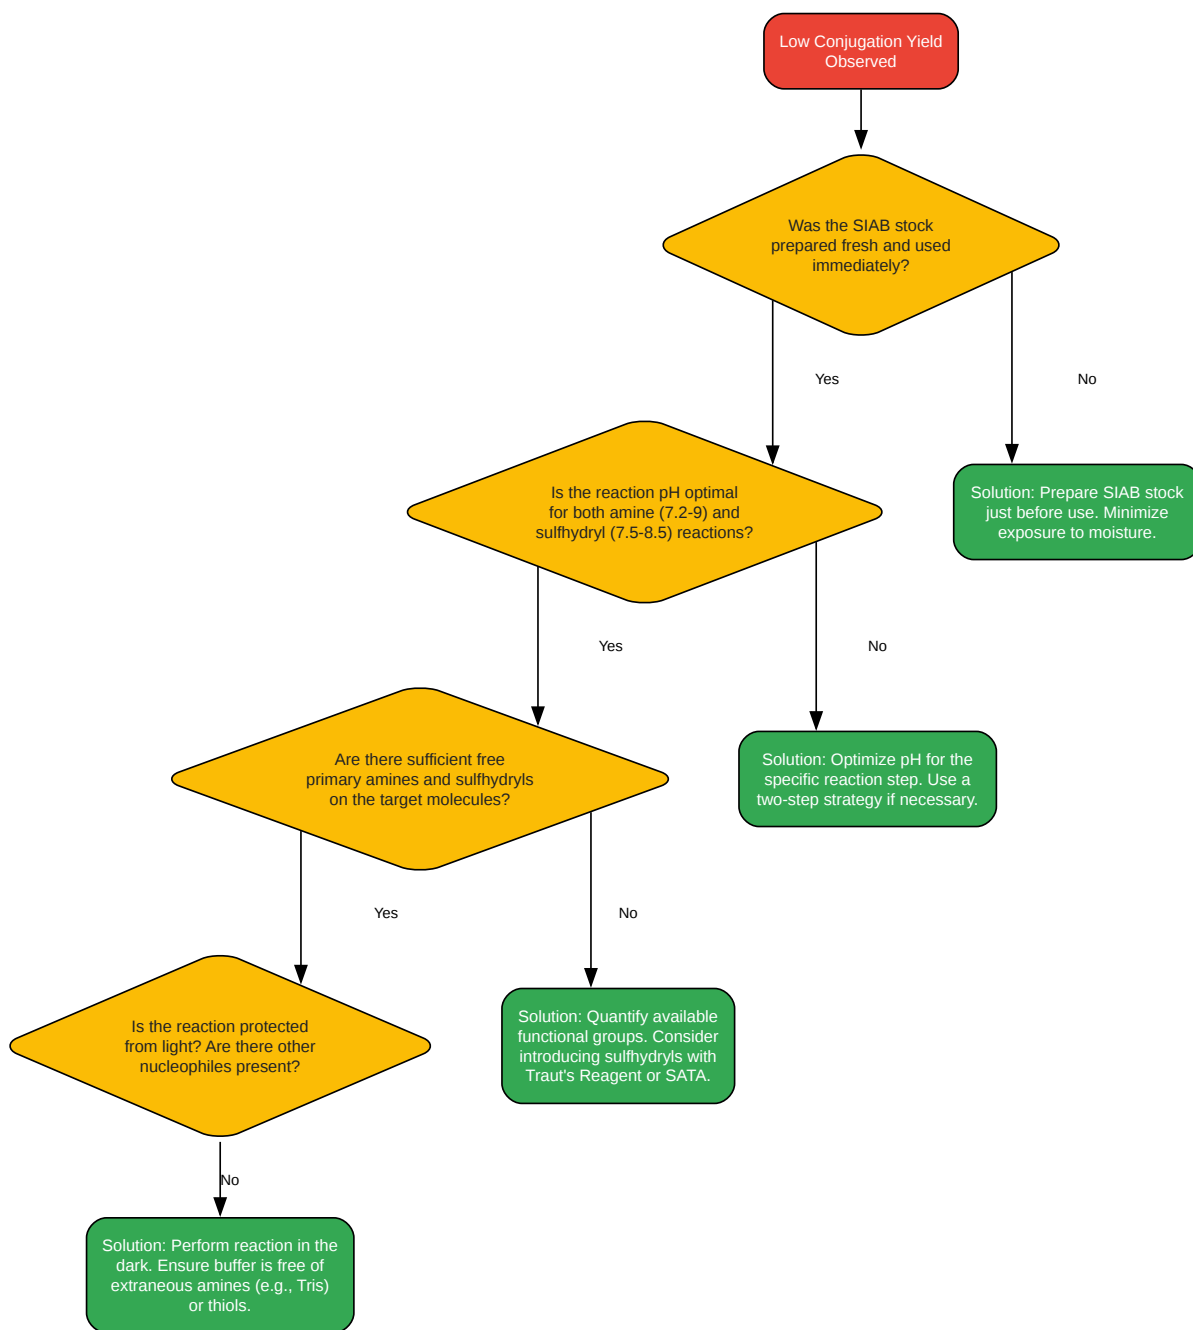 Low Conjugation Yield
Observed
Was the SIAB stock
prepared fresh and used
immediately?
Yes
No
Is the reaction pH optimal
for both amine (7.2-9) and
sulfhydryl (7.5-8.5) reactions?
Solution: Prepare SIAB stock
just before use. Minimize
exposure to moisture.
Yes
No
Are there sufficient free
primary amines and sulfhydryls
on the target molecules?
Solution: Optimize pH for the
specific reaction step. Use a
two-step strategy if necessary.
Yes
No
Is the reaction protected
from light? Are there other
nucleophiles present?
Solution: Quantify available
functional groups. Consider
introducing sulfhydryls with
Traut's Reagent or SATA.
No
Solution: Perform reaction in the
dark. Ensure buffer is free of
extraneous amines (e.g., Tris)
or thiols.